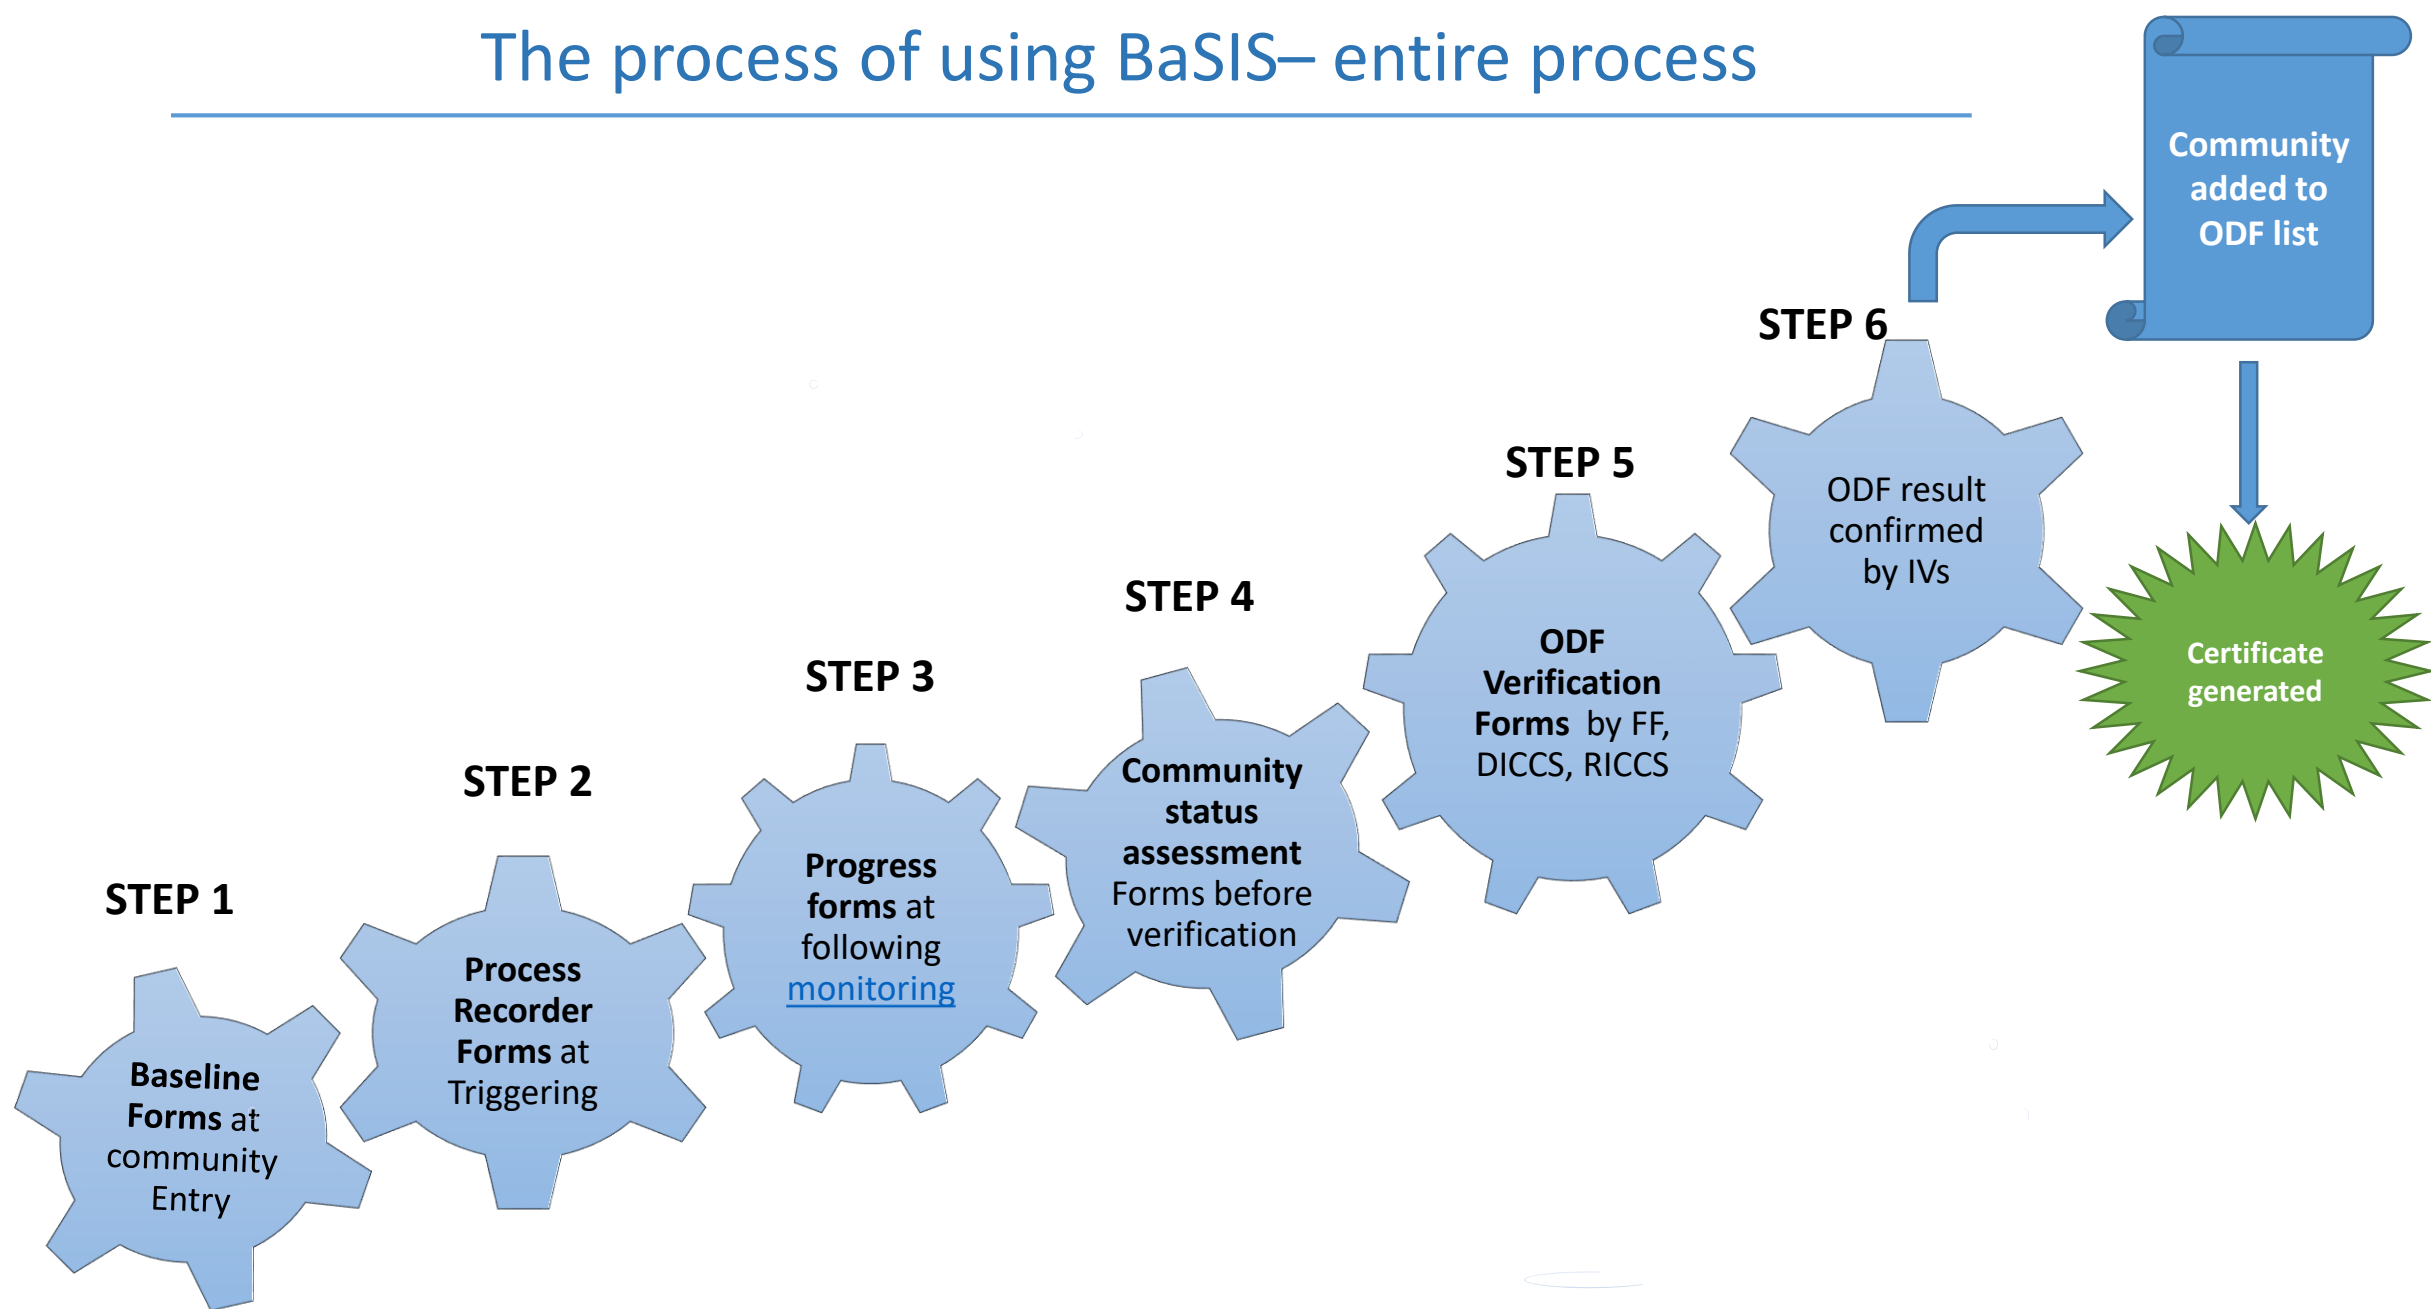 The process of using BaSIS– entire process
STEP 1
Baseline
Forms at
community
Entry
STEP 2
Process
Recorder
Forms at
Triggering
STEP 3
Progress
forms at
following
monitoring
STEP 4
Community
status
assessment
Forms before
verification
STEP 5
ODF
Verification
Forms by FF,
DICCS, RICCS
STEP 6
ODF result
confirmed
by IVs
Community
added to
ODF list
Certificate
generated